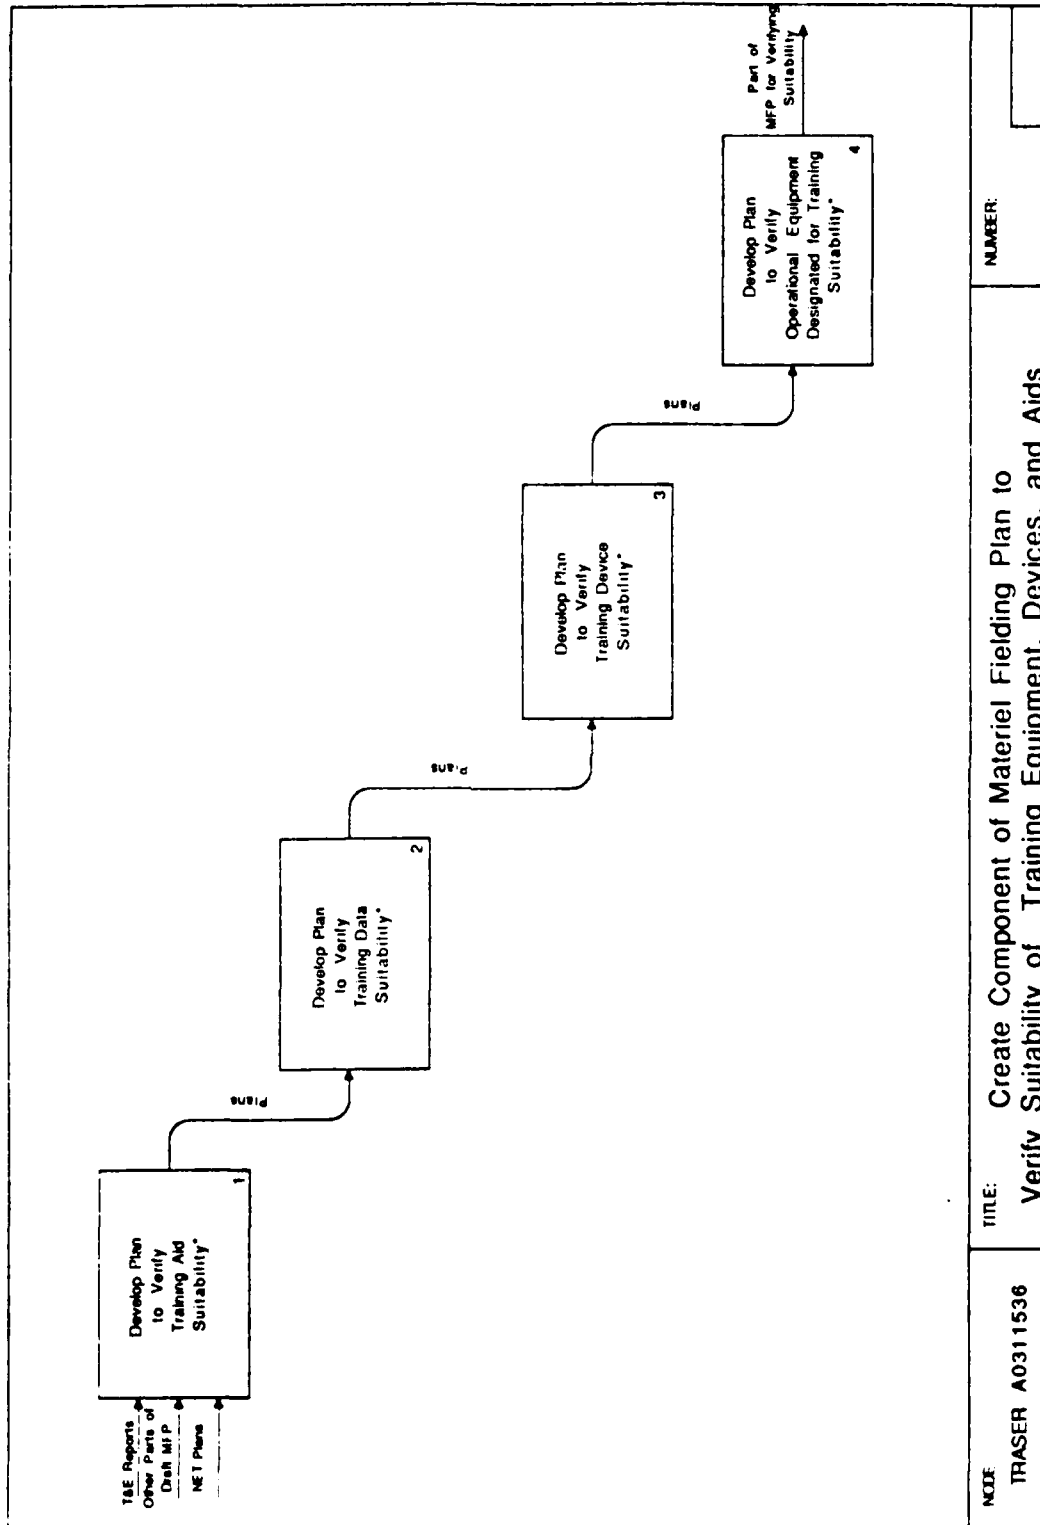 T&E Reports
Other Parts of
Draft MFP
NET Plans
Develop Plan
to Verify
Training Aid
Suitability*
1
Plans
Develop Plan
to Verify
Training Data
Suitability*
2
Plans
Develop Plan
to Verify
Training Device
Suitability*
3
Plans
Develop Plan
to Verify
Operational Equipment
Designated for Training
Suitability*
4
Part of
MFP for Verifying
Suitability
NODE:
TRASER A0311536
TITLE:
Create Component of Materiel Fielding Plan to
Verify Suitability of Training Equipment, Devices, and Aids
NUMBER: